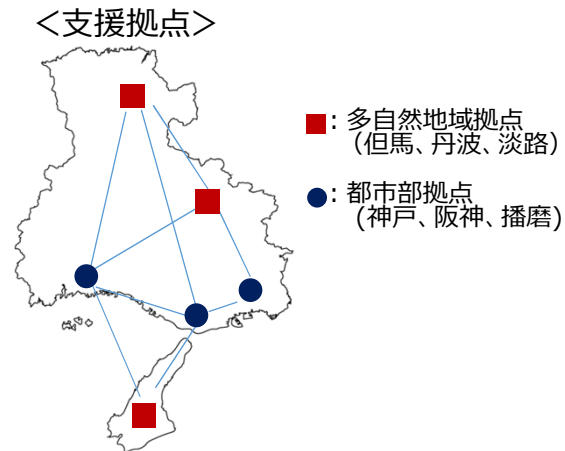 ＜支援拠点＞
■：多自然地域拠点
（但馬、丹波、淡路）
●：都市部拠点
(神戸、阪神、播磨)